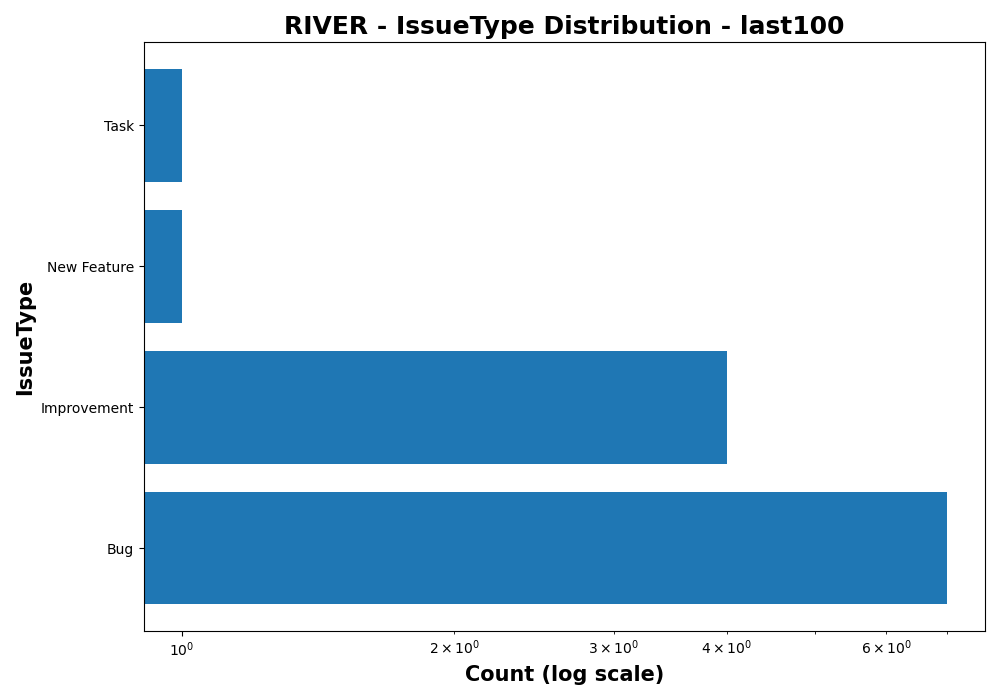 RIVER - IssueType Distribution - last100
Task
New Feature
Improvement
Bug
IssueType
10⁰ 2 × 10⁰ 3 × 10⁰ 4 × 10⁰ 6 × 10⁰
Count (log scale)